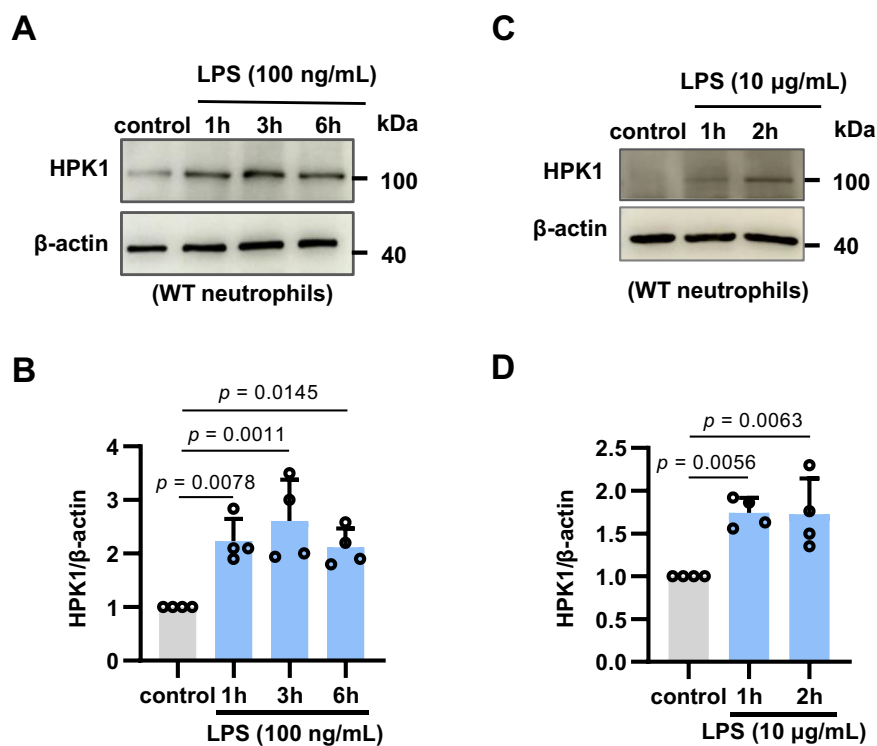 A
LPS (100 ng/mL)
control 1h 3h 6h kDa
HPK1
100
β-actin
40
(WT neutrophils)
C
LPS (10 µg/mL)
control 1h 2h kDa
HPK1
100
β-actin
40
(WT neutrophils)
B
p = 0.0145
p = 0.0011
p = 0.0078
HPK1/β-actin
4
3
2
1
0
control 1h 3h 6h
LPS (100 ng/mL)
D
p = 0.0063
p = 0.0056
HPK1/β-actin
2.5
2.0
1.5
1.0
0.5
0.0
control 1h 2h
LPS (10 µg/mL)